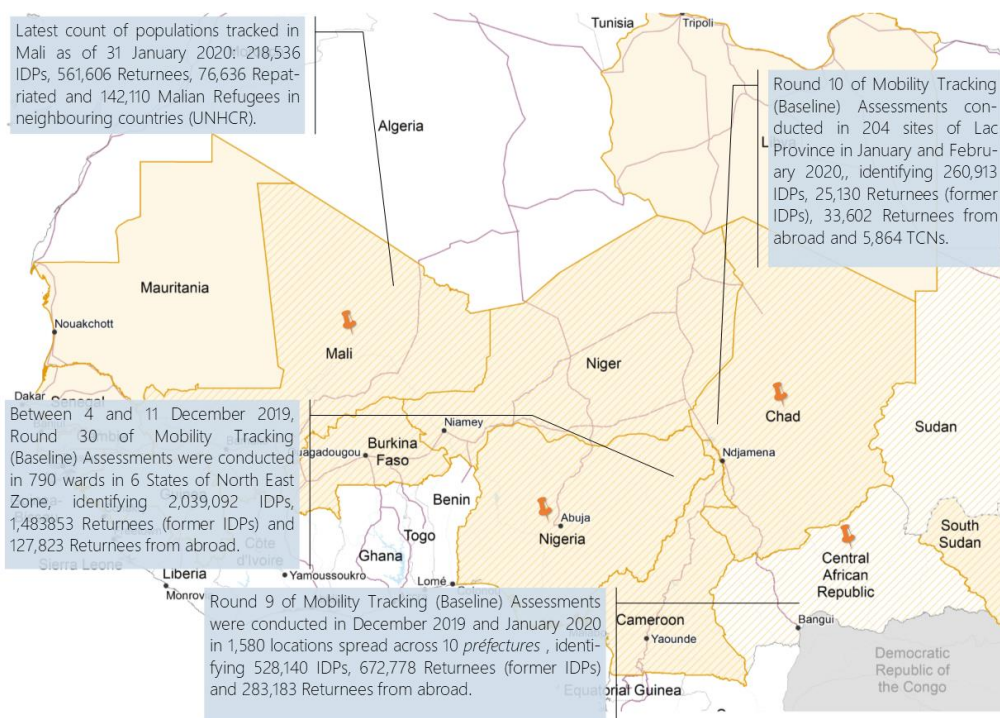 Latest count of populations tracked in
Mali as of 31 January 2020: 218,536
IDPs, 561,606 Returnees, 76,636 Repat-
riated and 142,110 Malian Refugees in
neighbouring countries (UNHCR).
Tunisia
Tripoli
Algeria
Round 10 of Mobility Tracking
(Baseline) Assessments con-
ducted in 204 sites of Lac
Province in January and Febru-
ary 2020,, identifying 260,913
IDPs, 25,130 Returnees (former
IDPs), 33,602 Returnees from
abroad and 5,864 TCNs.
Mauritania
Nouakchott
Mali
Niger
Chad
Sudan
Dakar
Senegal
Niamey
Burkina
Faso
Ndjamena
Benin
Between 4 and 11 December 2019,
Round 30 of Mobility Tracking
(Baseline) Assessments were conducted
in 790 wards in 6 States of North East
Zone, identifying 2,039,092 IDPs,
1,483853 Returnees (former IDPs) and
127,823 Returnees from abroad.
Abuja
Nigeria
Togo
Ghana
Côte
d'Ivoire
Sierra Leone
Liberia
Monrov
Yamoussoukro
Lomé
South
Sudan
Central
African
Republic
Bangui
Round 9 of Mobility Tracking (Baseline) Assessments
were conducted in December 2019 and January 2020
in 1,580 locations spread across 10 préfectures , identi-
fying 528,140 IDPs, 672,778 Returnees (former IDPs)
and 283,183 Returnees from abroad.
Cameroon
Yaounde
Equatorial Guinea
Democratic
Republic of
the Congo